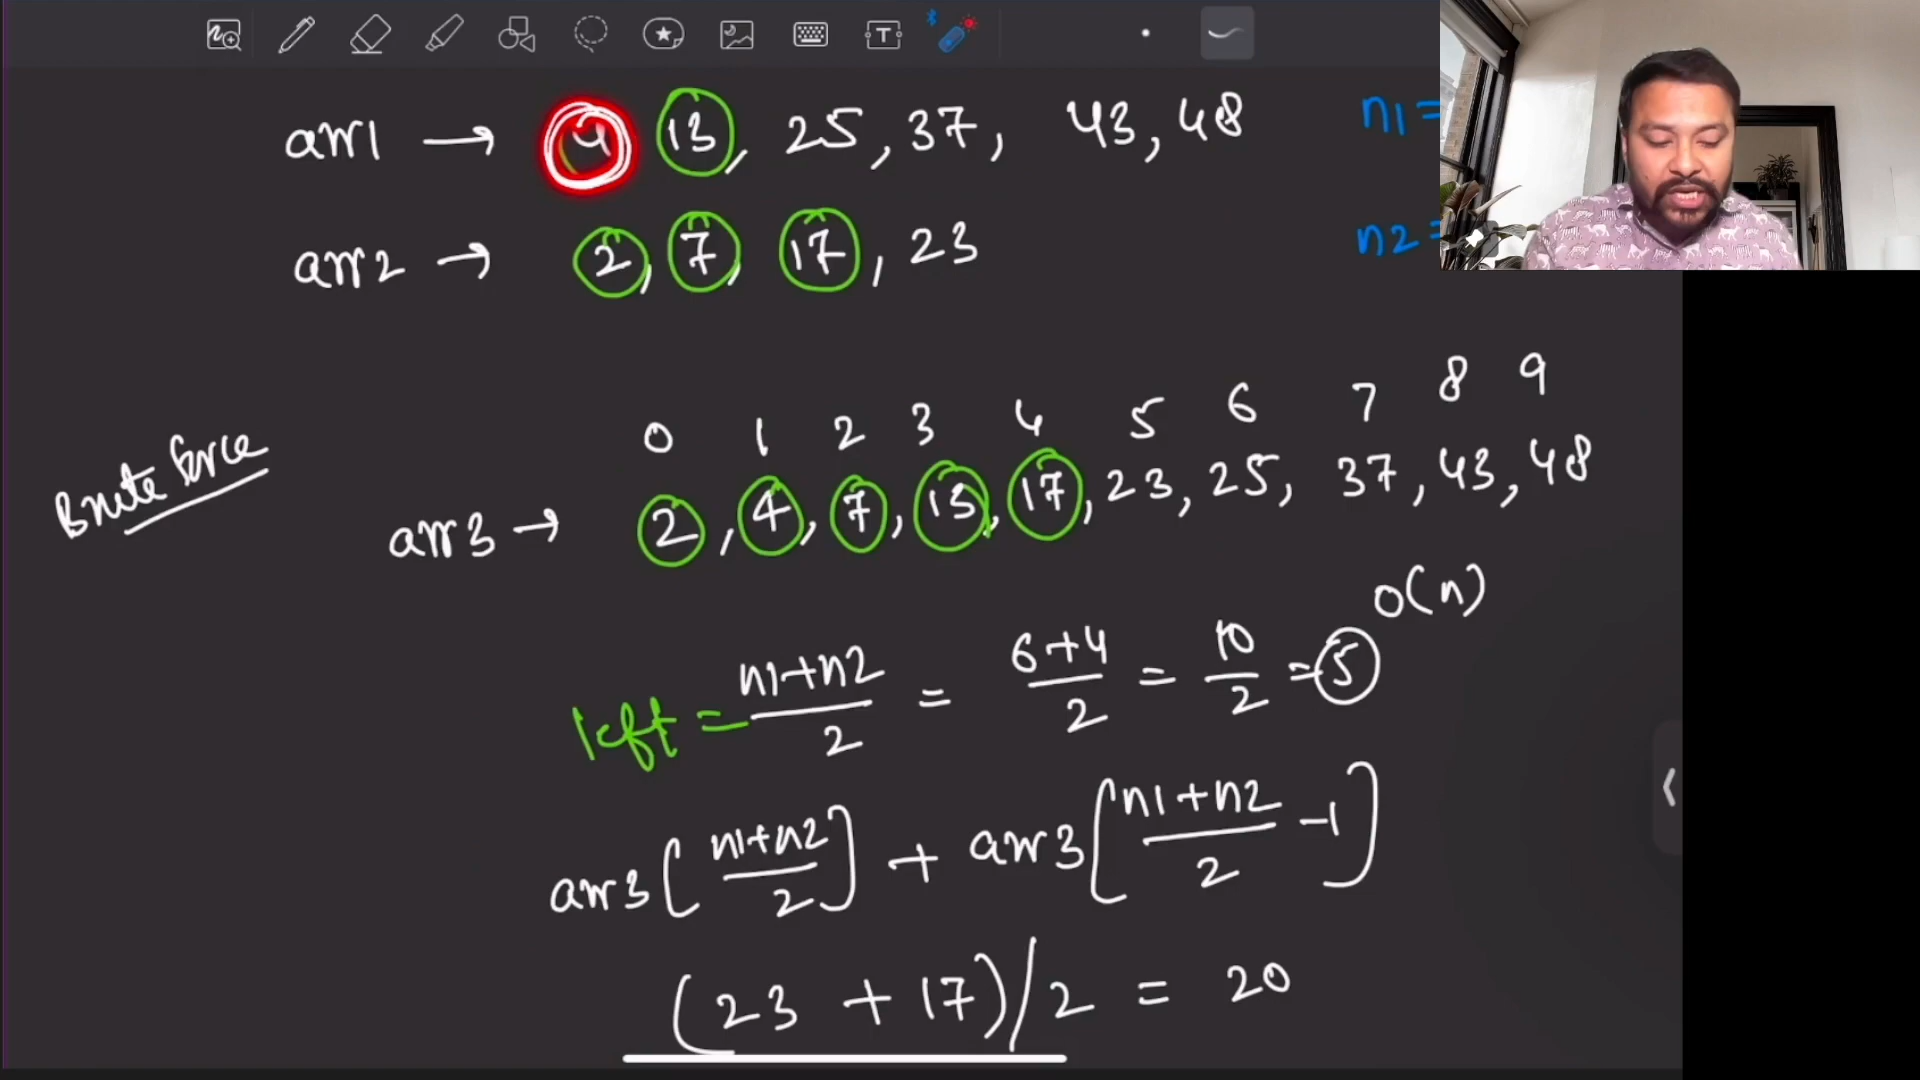 arr1 → 4 13, 25, 37, 43, 48 n1=
arr2 → 2, 7, 17, 23 n2=
0 1 2 3 4 5 6 7 8 9
Brute force
arr3 → 2, 4, 7, 13, 17, 23, 25, 37, 43, 48
O(n)
left = n1+n2/2 = 6+4/2 = 10/2 = 5
arr3[n1+n2/2] + arr3[n1+n2/2 -1]
(23 + 17)/2 = 20